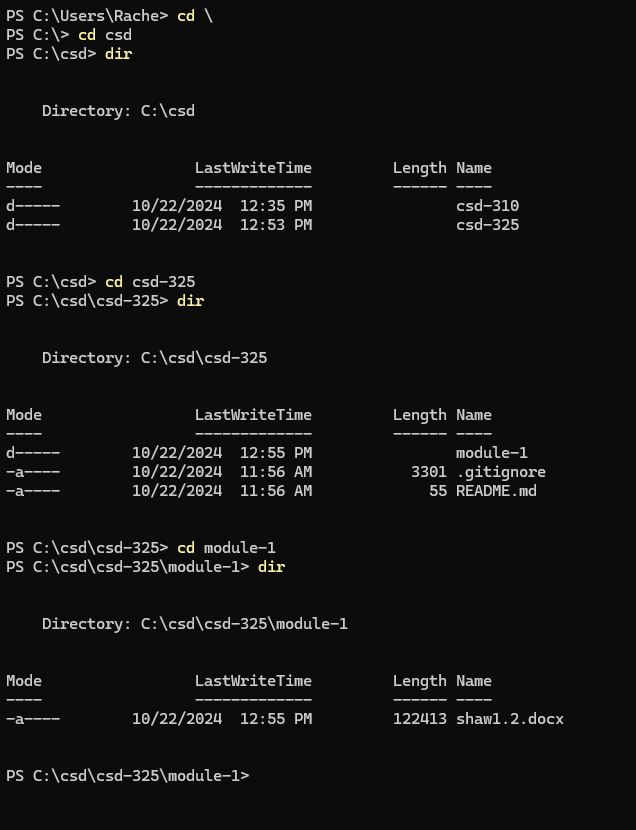 PS C:\Users\Rache> cd \
PS C:\> cd csd
PS C:\csd> dir
Directory: C:\csd
Mode                 LastWriteTime         Length Name
----                 -------------         ------ ----
d-----        10/22/2024  12:35 PM                csd-310
d-----        10/22/2024  12:53 PM                csd-325
PS C:\csd> cd csd-325
PS C:\csd\csd-325> dir
Directory: C:\csd\csd-325
Mode                 LastWriteTime         Length Name
----                 -------------         ------ ----
d-----        10/22/2024  12:55 PM                module-1
-a----        10/22/2024  11:56 AM           3301 .gitignore
-a----        10/22/2024  11:56 AM             55 README.md
PS C:\csd\csd-325> cd module-1
PS C:\csd\csd-325\module-1> dir
Directory: C:\csd\csd-325\module-1
Mode                 LastWriteTime         Length Name
----                 -------------         ------ ----
-a----        10/22/2024  12:55 PM         122413 shaw1.2.docx
PS C:\csd\csd-325\module-1>